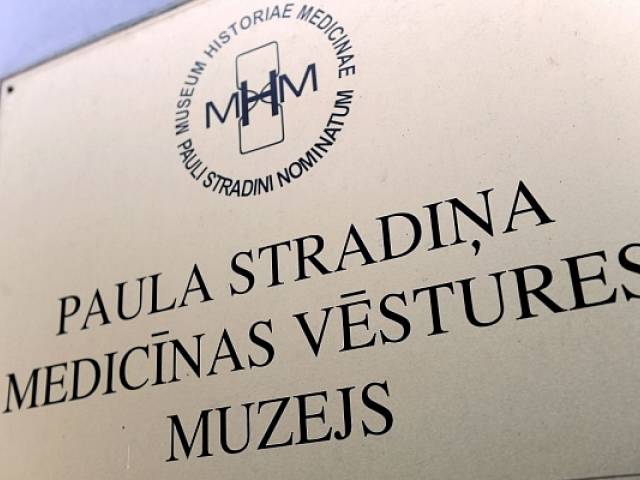 MUSEUM HISTORIAE MEDICINAE
MHM
PAULI STRADINI NOMINATUM
PAULA STRADIŅA
MEDICĪNAS VĒSTURES
MUZEJS